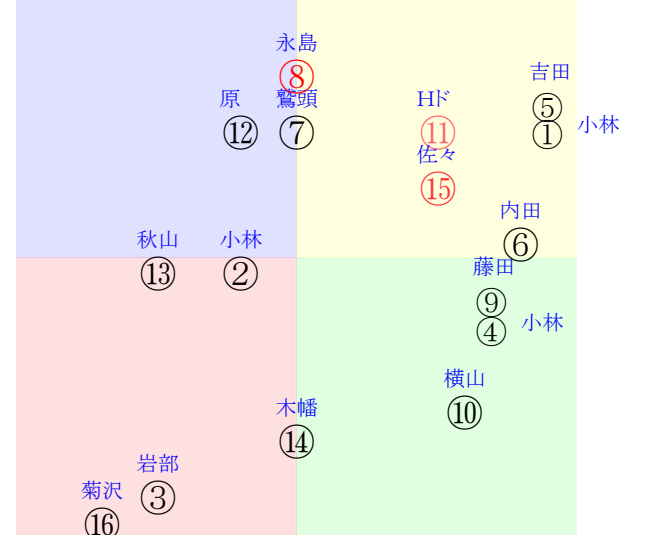 永島
⑧
吉田
原 鷲頭 Hド
⑤
⑫ ⑦ ⑪ ① 小林
佐々
⑮
内田
秋山 小林 ⑥
藤田
⑬ ②
⑨
④ 小林
横山
木幡 ⑩
⑭
岩部
菊沢 ③
⑯